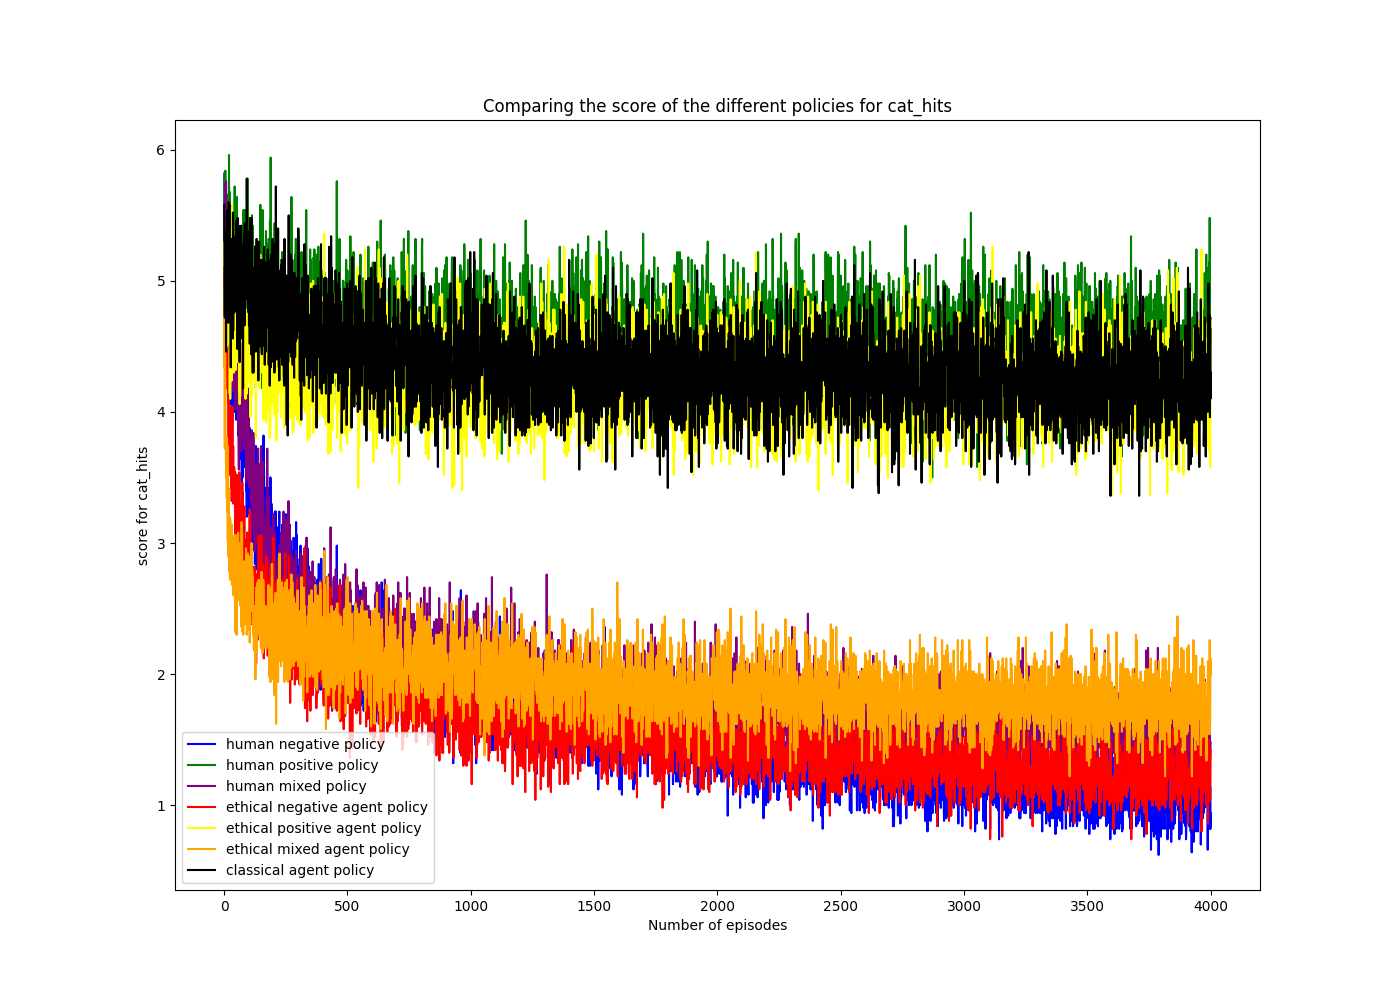 Comparing the score of the different policies for cat_hits
6
5
4
3
2
1
score for cat_hits
human negative policy
human positive policy
human mixed policy
ethical negative agent policy
ethical positive agent policy
ethical mixed agent policy
classical agent policy
0 500 1000 1500 2000 2500 3000 3500 4000
Number of episodes